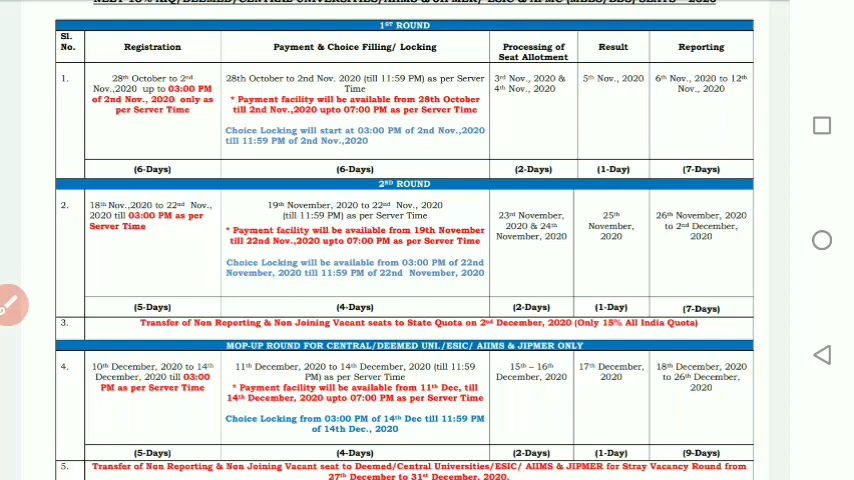 NEET 15% AIQ/DEEMED/CENTRAL UNIVERSITIES/AIIMS & JIPMER/ ESIC & AFMC (MBBS/BDS) SEATS - 2020
1ST ROUND
Sl. No. Registration Payment & Choice Filling/ Locking Processing of Seat Allotment Result Reporting
1. 28th October to 2nd Nov.,2020 up to 03:00 PM of 2nd Nov., 2020 only as per Server Time
28th October to 2nd Nov. 2020 (till 11:59 PM) as per Server Time
* Payment facility will be available from 28th October till 2nd Nov.,2020 upto 07:00 PM as per Server Time
Choice Locking will start at 03:00 PM of 2nd Nov.,2020 till 11:59 PM of 2nd Nov.,2020
3rd Nov., 2020 & 4th Nov., 2020
5th Nov., 2020
6th Nov., 2020 to 12th Nov., 2020
(6-Days) (6-Days) (2-Days) (1-Day) (7-Days)
2ND ROUND
2. 18th Nov.,2020 to 22nd Nov., 2020 till 03:00 PM as per Server Time
19th November, 2020 to 22nd Nov., 2020 (till 11:59 PM) as per Server Time
* Payment facility will be available from 19th November till 22nd Nov.,2020 upto 07:00 PM as per Server Time
Choice Locking will be available from 03:00 PM of 22nd November, 2020 till 11:59 PM of 22nd November, 2020
23rd November, 2020 & 24th November, 2020
25th November, 2020
26th November, 2020 to 2nd December, 2020
(5-Days) (4-Days) (2-Days) (1-Day) (7-Days)
3. Transfer of Non Reporting & Non Joining Vacant seats to State Quota on 2nd December, 2020 (Only 15% All India Quota)
MOP-UP ROUND FOR CENTRAL/DEEMED UNI./ESIC/ AIIMS & JIPMER ONLY
4. 10th December, 2020 to 14th December, 2020 till 03:00 PM as per Server Time
11th December, 2020 to 14th December, 2020 (till 11:59 PM) as per Server Time
* Payment facility will be available from 11th Dec, till 14th December, 2020 upto 07:00 PM as per Server Time
Choice Locking from 03:00 PM of 14th Dec till 11:59 PM of 14th Dec., 2020
15th – 16th December, 2020
17th December, 2020
18th December, 2020 to 26th December, 2020
(5-Days) (4-Days) (2-Days) (1-Day) (9-Days)
5. Transfer of Non Reporting & Non Joining Vacant seat to Deemed/Central Universities/ESIC/ AIIMS & JIPMER for Stray Vacancy Round from
27th December to 31st December, 2020.